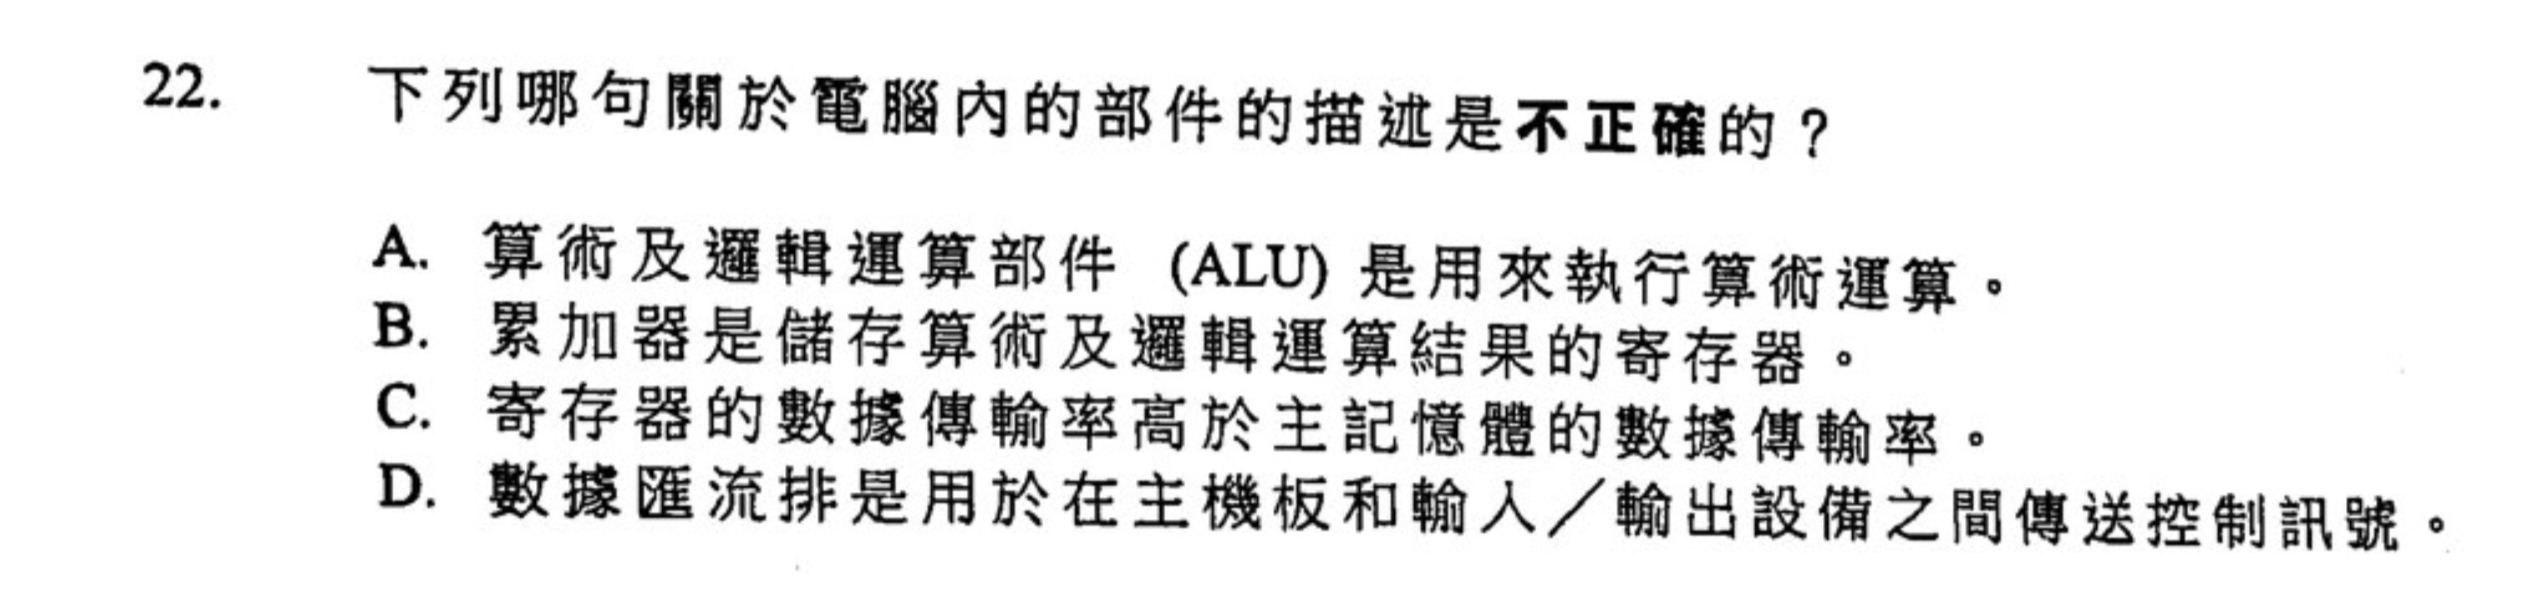 22. 下列哪句關於電腦內的部件的描述是不正確的？
A. 算術及邏輯運算部件 (ALU) 是用來執行算術運算。
B. 累加器是儲存算術及邏輯運算結果的寄存器。
C. 寄存器的數據傳輸率高於主記憶體的數據傳輸率。
D. 數據匯流排是用於在主機板和輸入／輸出設備之間傳送控制訊號。